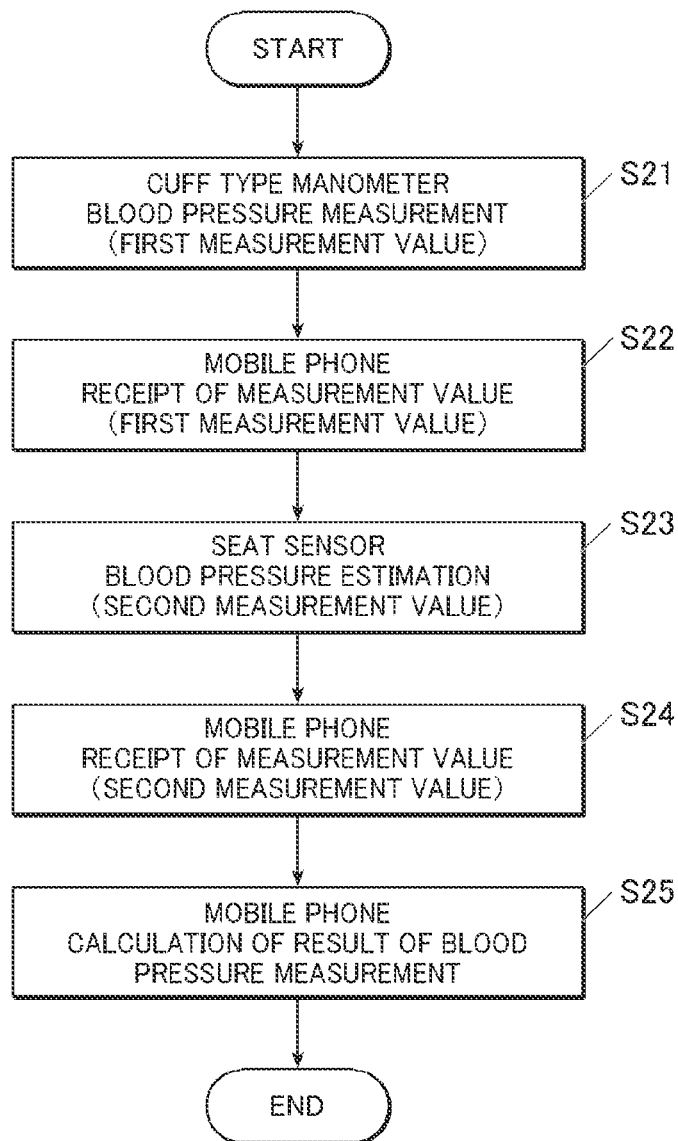 START
CUFF TYPE MANOMETER
BLOOD PRESSURE MEASUREMENT
(FIRST MEASUREMENT VALUE)
S21
MOBILE PHONE
RECEIPT OF MEASUREMENT VALUE
(FIRST MEASUREMENT VALUE)
S22
SEAT SENSOR
BLOOD PRESSURE ESTIMATION
(SECOND MEASUREMENT VALUE)
S23
MOBILE PHONE
RECEIPT OF MEASUREMENT VALUE
(SECOND MEASUREMENT VALUE)
S24
MOBILE PHONE
CALCULATION OF RESULT OF BLOOD
PRESSURE MEASUREMENT
S25
END